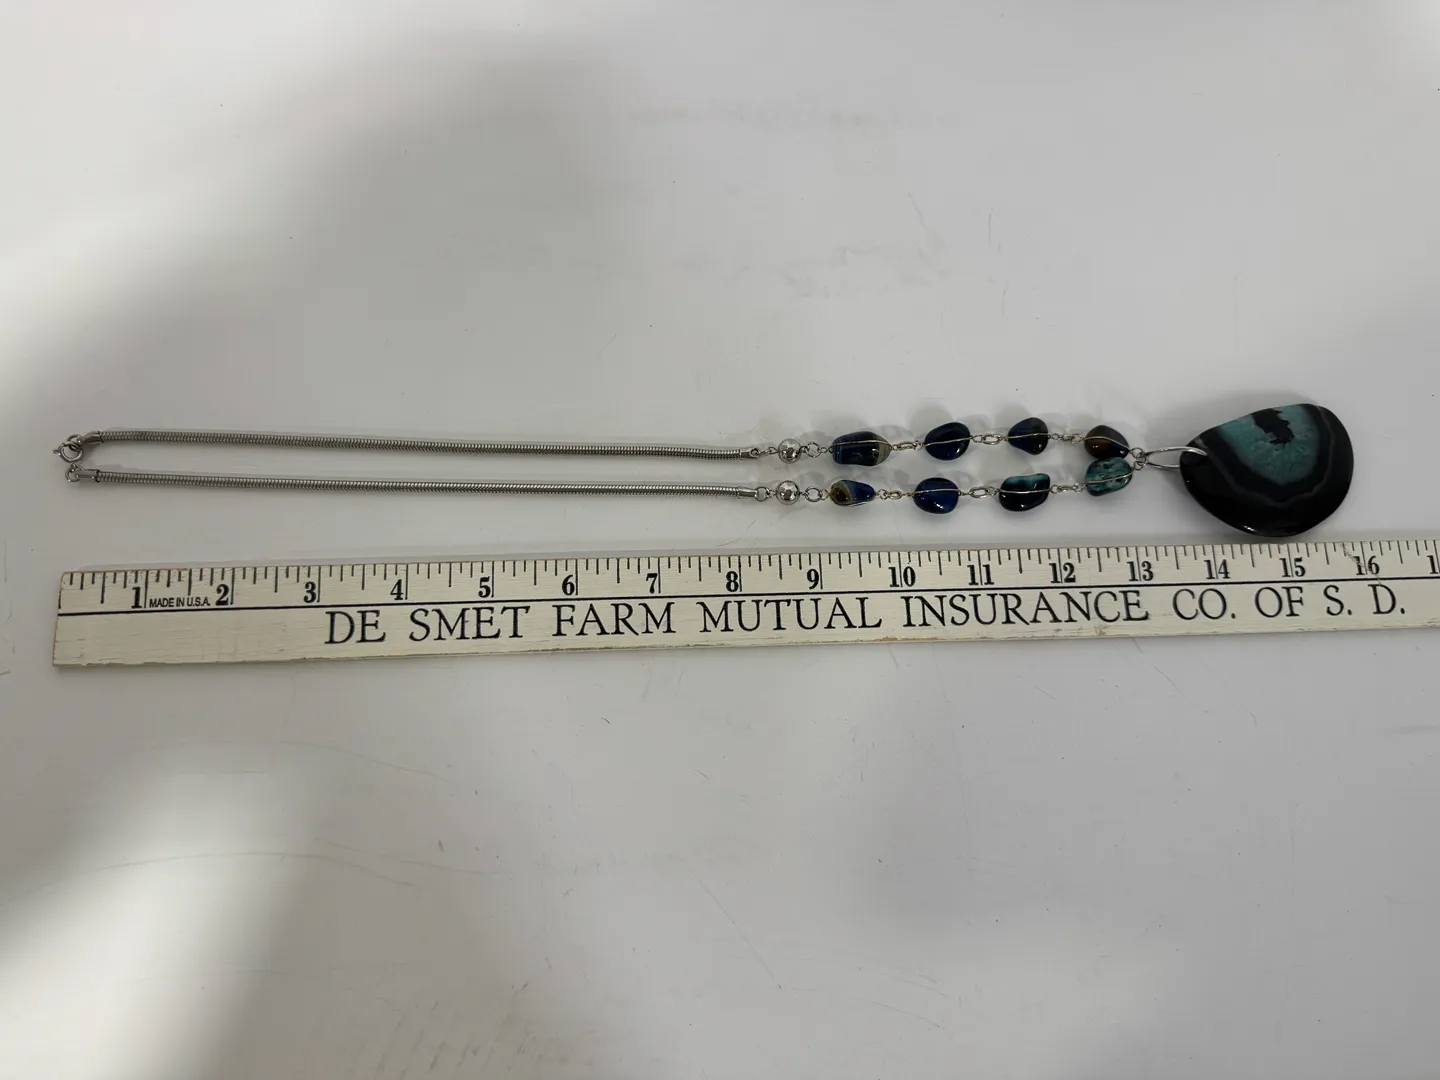 1 MADE IN U.S.A. 2 3 4 5 6 7 8 9 10 11 12 13 14 15 16 1
DE SMET FARM MUTUAL INSURANCE CO. OF S. D.